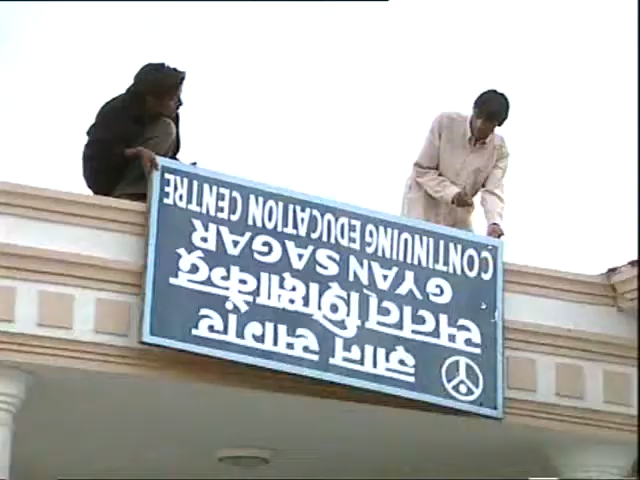 ज्ञान सागर
सतत शिक्षाकेंद्र
GYAN SAGAR
CONTINUING EDUCATION CENTRE